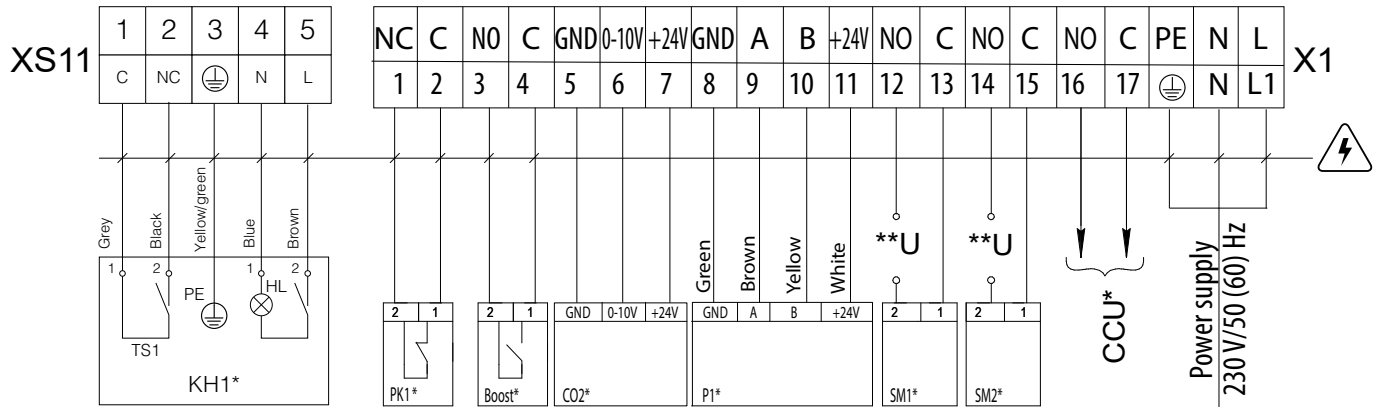 XS11
1 2 3 4 5
C NC N L
NC C N0 C GND 0-10V +24V GND A B +24V NO C NO C NO C PE N L
1 2 3 4 5 6 7 8 9 10 11 12 13 14 15 16 17 N L1
X1
Grey
Black
Yellow/green
Blue
Brown
1 2 1 2
PE
HL
TS1
KH1*
2 1
PK1*
2 1
Boost*
GND 0-10V +24V
CO2*
Green
Brown
Yellow
White
GND A B +24V
P1*
**U
2 1
SM1*
**U
2 1
SM2*
CCU*
Power supply
230 V/50 (60) Hz